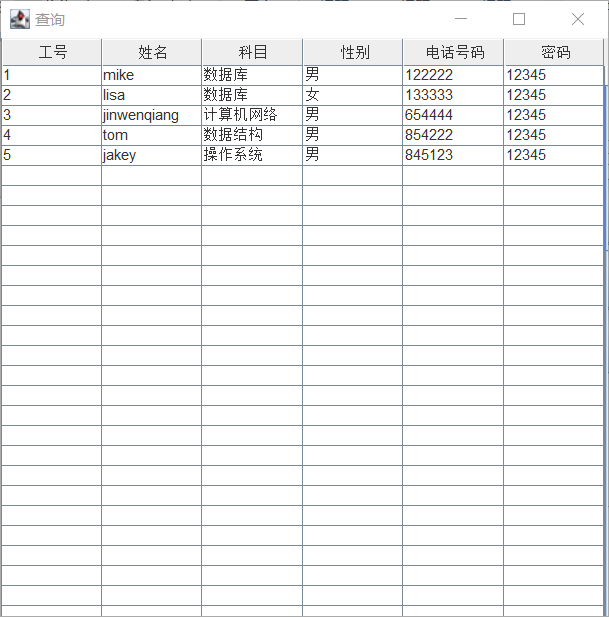 查询
工号 姓名 科目 性别 电话号码 密码
1 mike 数据库 男 122222 12345
2 lisa 数据库 女 133333 12345
3 jinwenqiang 计算机网络 男 654444 12345
4 tom 数据结构 男 854222 12345
5 jakey 操作系统 男 845123 12345